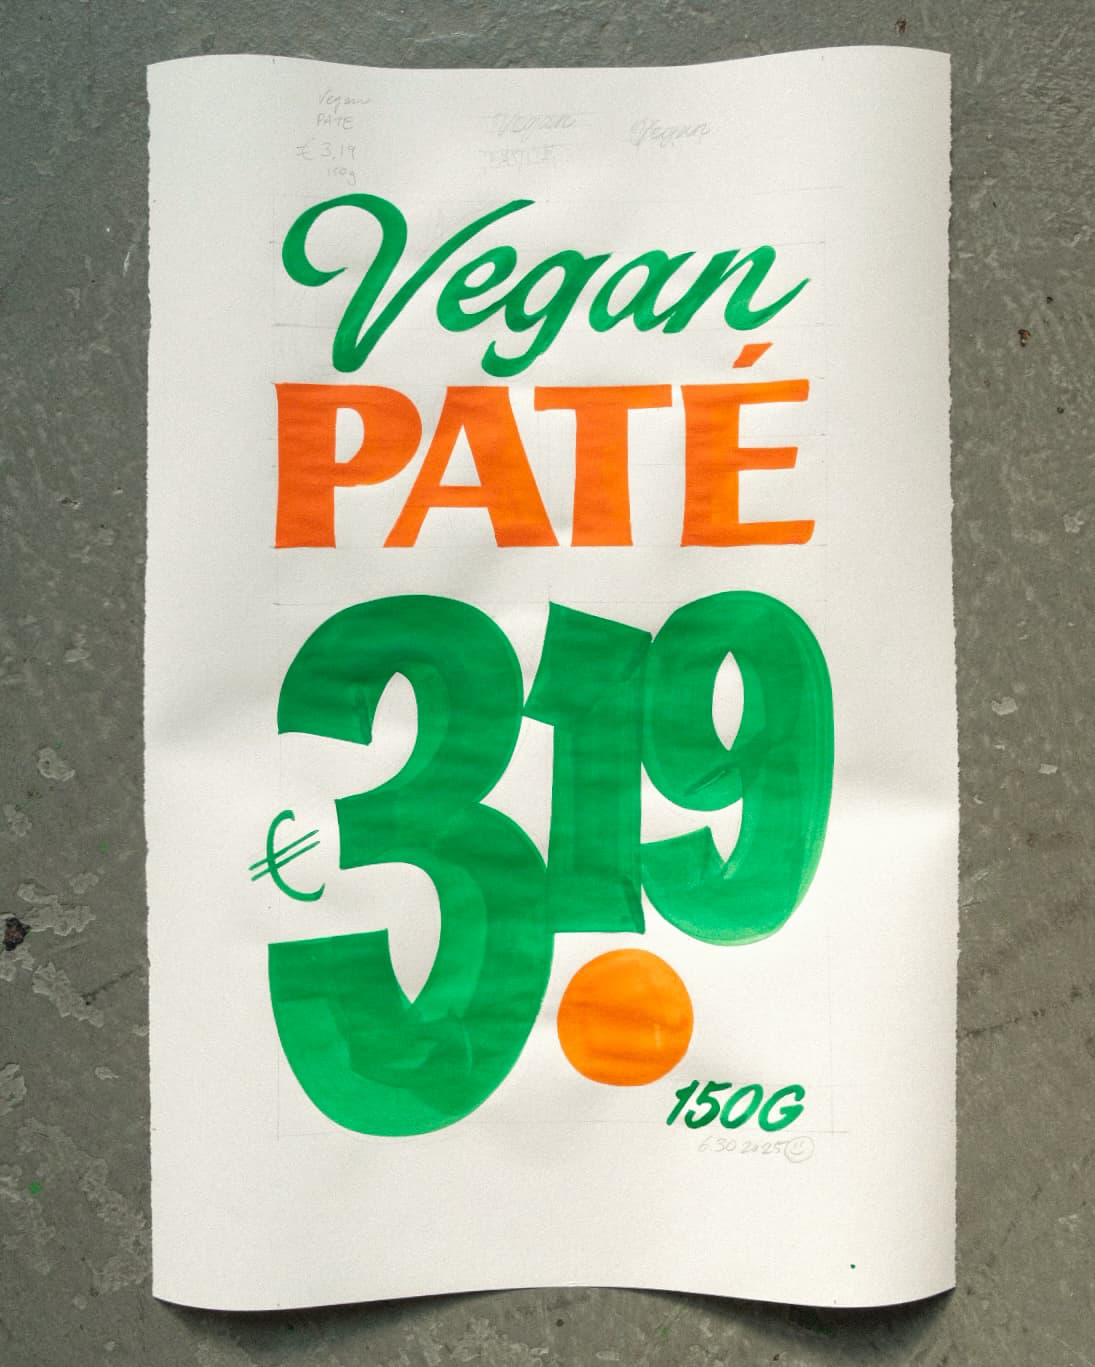 Vegan
PATE
€ 3.19
150g
Vegan
Vegan
Vegan
PATÉ
€ 3.19
150G
6.30 2025